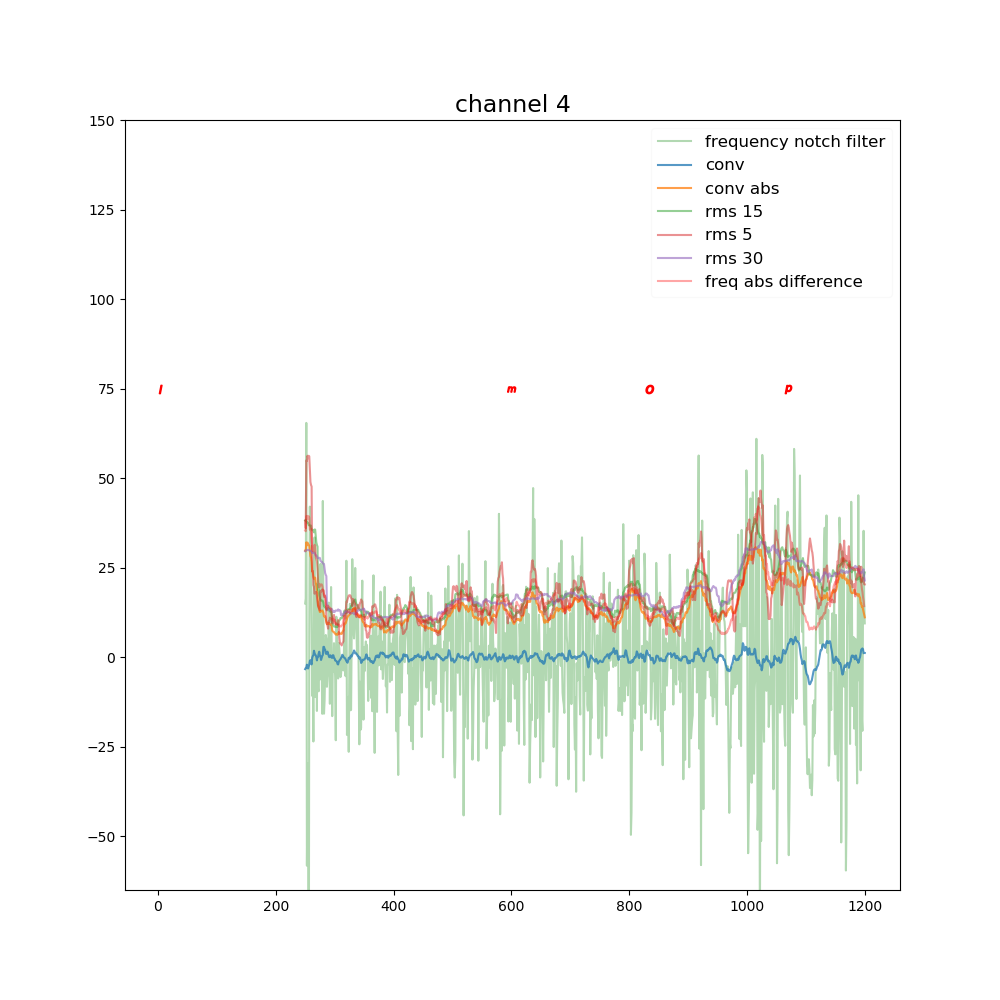 channel 4
150
125
100
75
50
25
0
−25
−50
frequency notch filter
conv
conv abs
rms 15
rms 5
rms 30
freq abs difference
l m O p
0 200 400 600 800 1000 1200